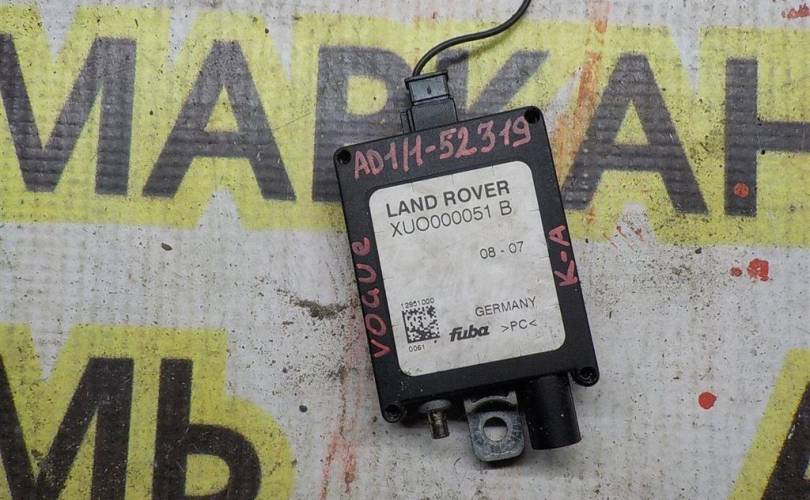 МАРКАН
AD1/1-52319
LAND ROVER
XUO000051 B
08 - 07
VOGUE
K-A
12951000
GERMANY
fuba >PC<
0061
МЬ